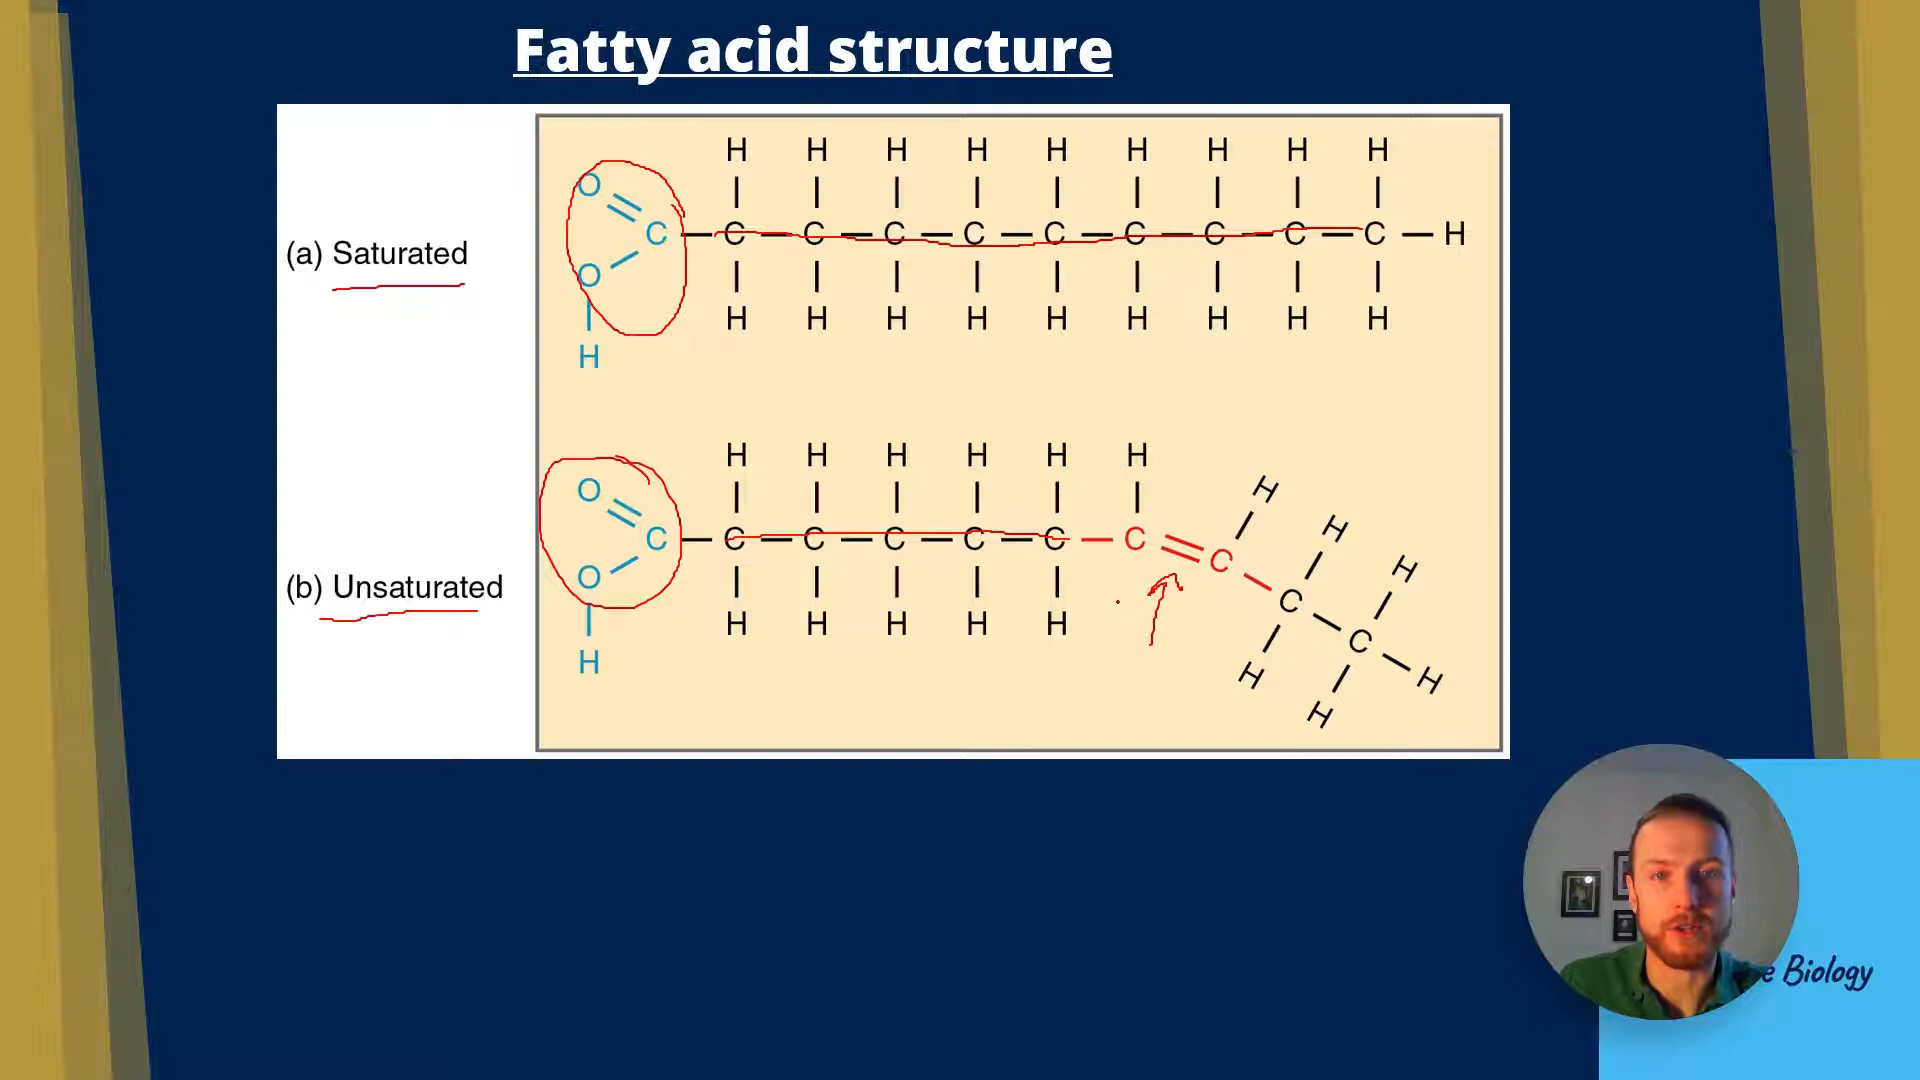 Fatty acid structure
H H H H H H H H H
O
C C C C C C C C C C H
(a) Saturated
O
H H H H H H H H H
H
H H H H H H
H
O
H
C C C C C C C
C
H
O
(b) Unsaturated
C
H H H H H
C
H
H
H
H
e Biology